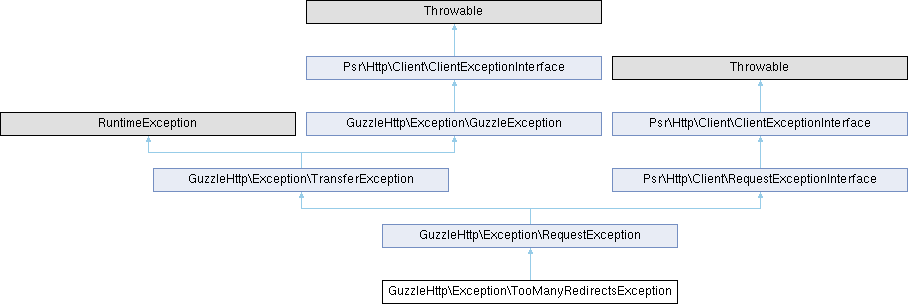 Throwable
Psr\Http\Client\ClientExceptionInterface
Throwable
RuntimeException
GuzzleHttp\Exception\GuzzleException
Psr\Http\Client\ClientExceptionInterface
GuzzleHttp\Exception\TransferException
Psr\Http\Client\RequestExceptionInterface
GuzzleHttp\Exception\RequestException
GuzzleHttp\Exception\TooManyRedirectsException